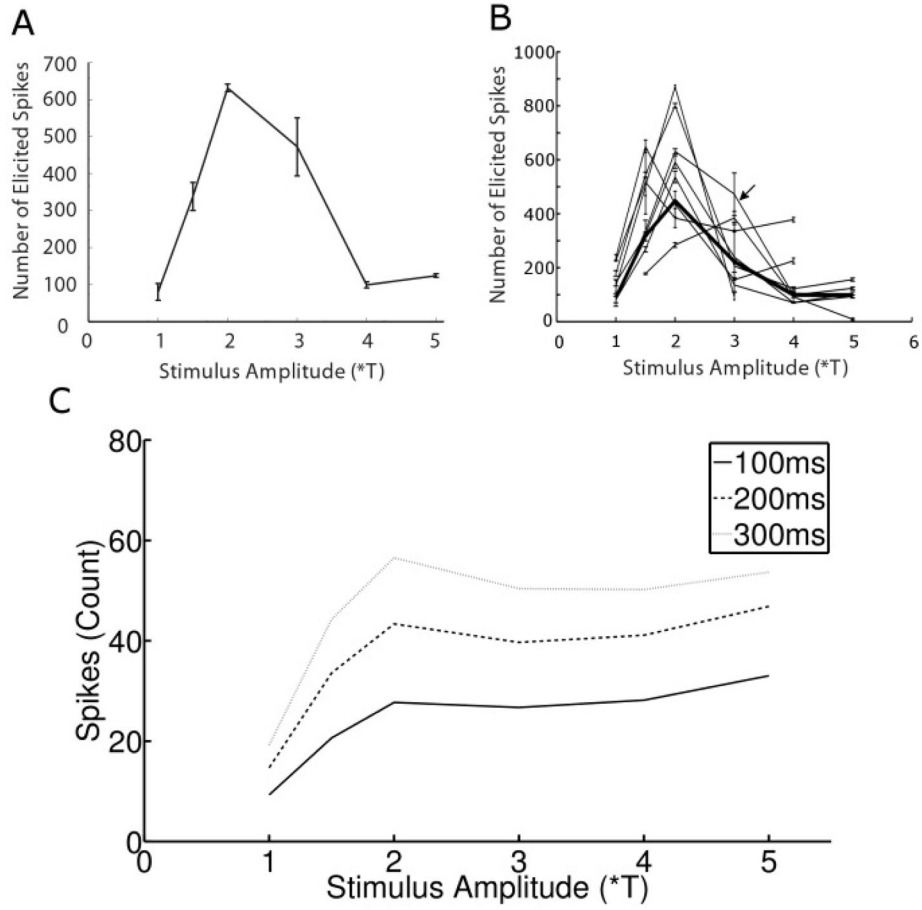 A
Number of Elicited Spikes
700
600
500
400
300
200
100
0
0 1 2 3 4 5
Stimulus Amplitude (*T)
B
Number of Elicited Spikes
1000
800
600
400
200
0
0 1 2 3 4 5 6
Stimulus Amplitude (*T)
C
Spikes (Count)
80
60
40
20
0
0 1 2 3 4 5
Stimulus Amplitude (*T)
100ms
200ms
300ms